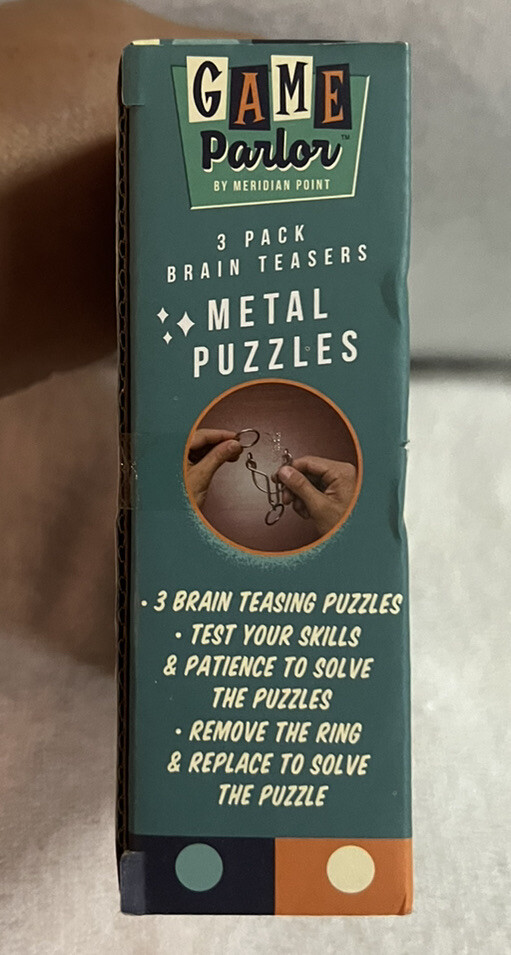 GAME
Parlor™
BY MERIDIAN POINT
3 PACK
BRAIN TEASERS
METAL
PUZZLES
• 3 BRAIN TEASING PUZZLES
• TEST YOUR SKILLS
& PATIENCE TO SOLVE
THE PUZZLES
• REMOVE THE RING
& REPLACE TO SOLVE
THE PUZZLE